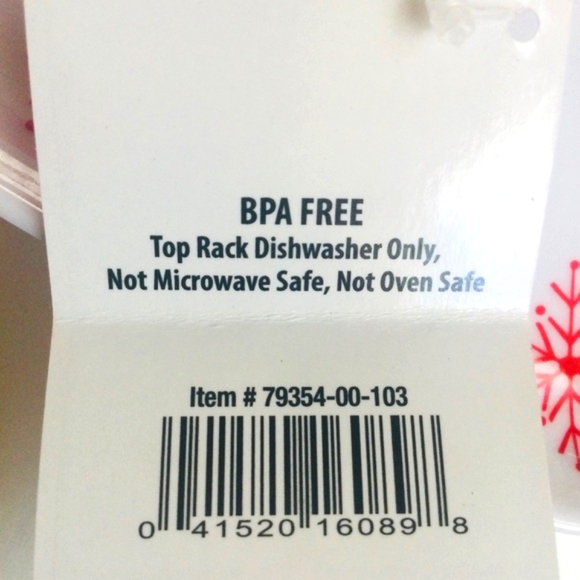 BPA FREE
Top Rack Dishwasher Only,
Not Microwave Safe, Not Oven Safe
Item # 79354-00-103
0 41520 16089 8